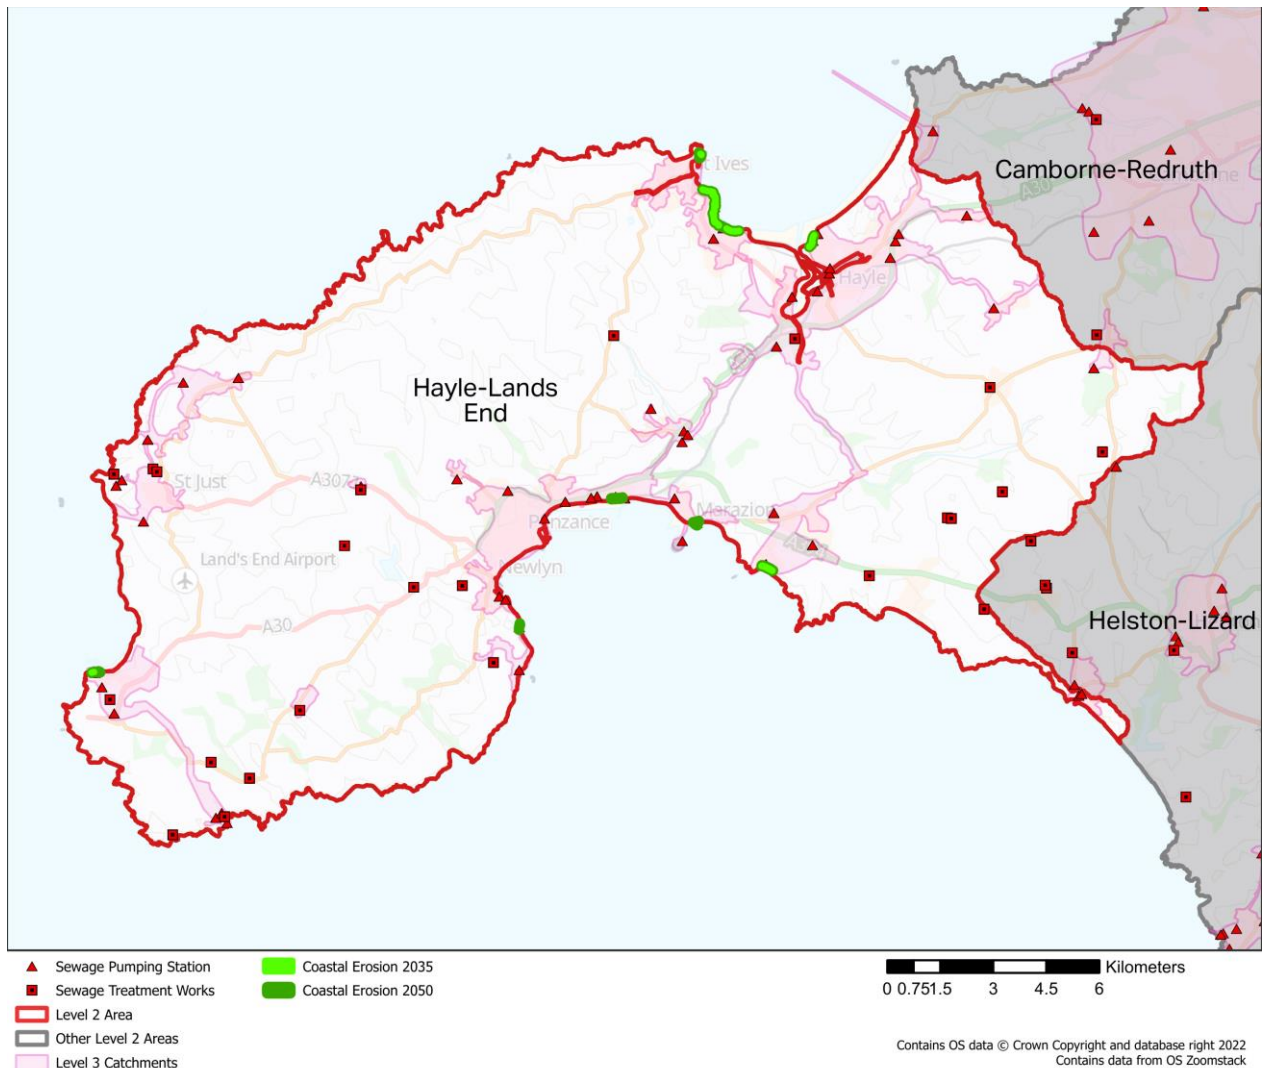 St Ives
Camborne-Redruth
A30
Hayle
Hayle-Lands
End
St Just
A307
Marazion
Penzance
Land's End Airport
Newlyn
A30
Helston-Lizard
Sewage Pumping Station
Coastal Erosion 2035
Kilometers
Sewage Treatment Works
Coastal Erosion 2050
0 0.751.5 3 4.5 6
Level 2 Area
Other Level 2 Areas
Level 3 Catchments
Contains OS data © Crown Copyright and database right 2022
Contains data from OS Zoomstack